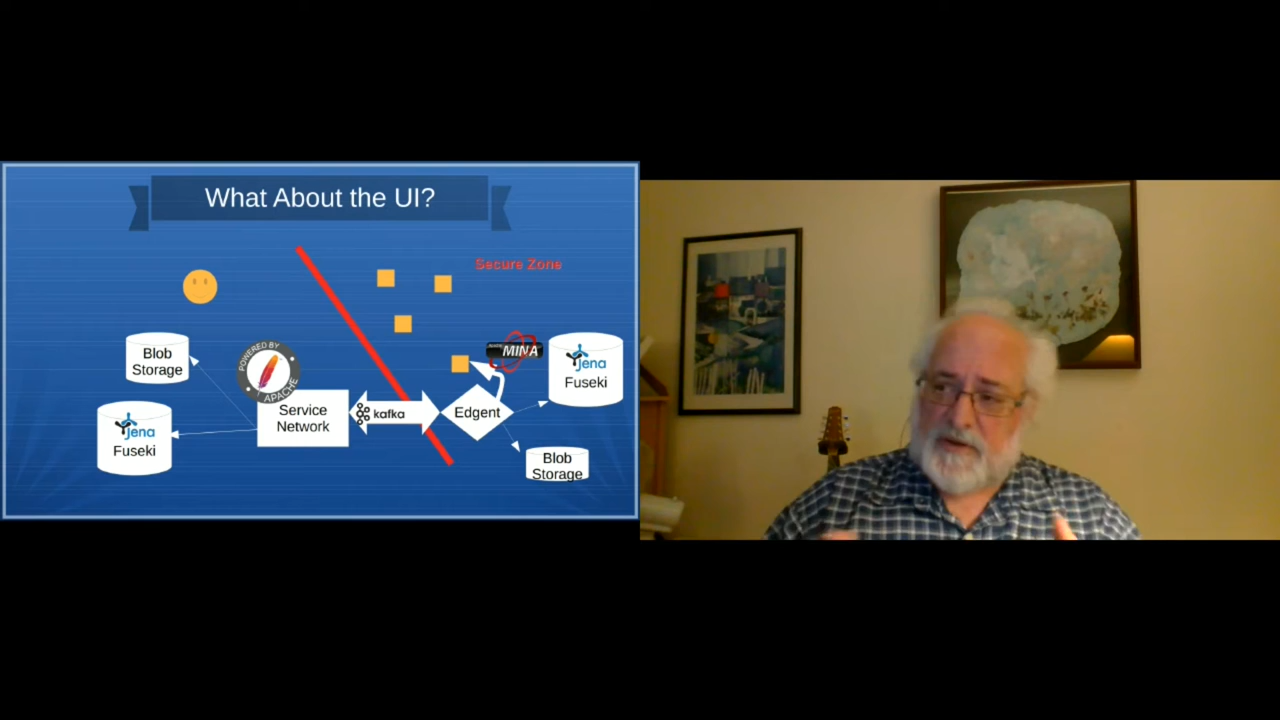 What About the UI?
Secure Zone
Blob
Storage
POWERED BY
APACHE
MINA
Jena
Fuseki
Service
Network
kafka
Edgent
Jena
Fuseki
Blob
Storage